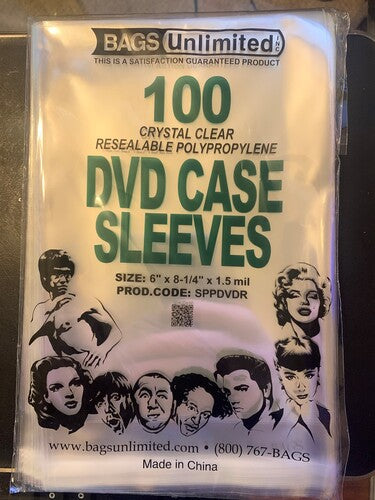 BAGS Unlimited INC
THIS IS A SATISFACTION GUARANTEED PRODUCT
100
CRYSTAL CLEAR
RESEALABLE POLYPROPYLENE
DVD CASE
SLEEVES
SIZE: 6" x 8-1/4" x 1.5 mil
PROD.CODE: SPPDVDR
www.bagsunlimited.com • (800) 767-BAGS
Made in China